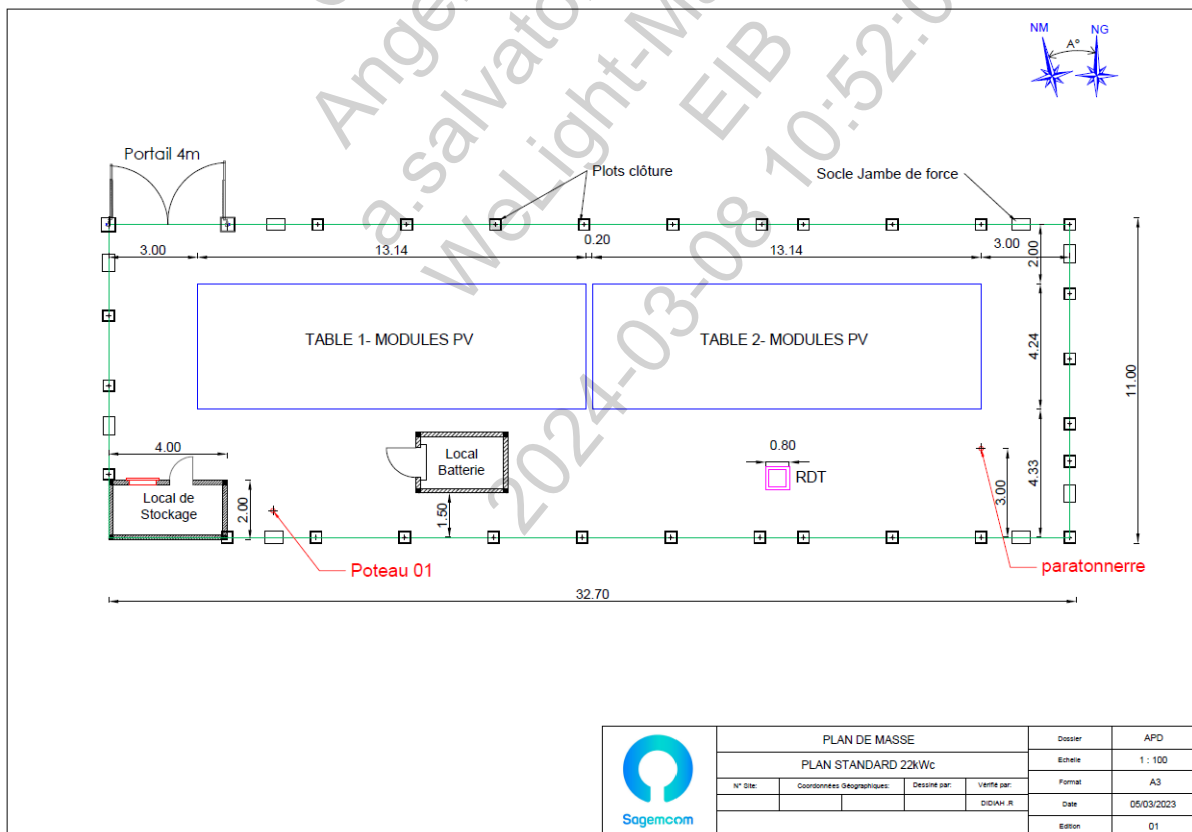 Ange
a.salvato
WeLight-M
EIB
2024-03-08 10:52:0
NM
NG
A°
Portail 4m
Plots clôture
Socle Jambe de force
3.00
13.14
0.20
13.14
3.00
2.00
TABLE 1- MODULES PV
TABLE 2- MODULES PV
4.24
11.00
4.00
Local
Batterie
0.80
RDT
Local de
Stockage
2.00
1.50
3.00
4.33
Poteau 01
paratonnerre
32.70
Sagemcom
PLAN DE MASSE
PLAN STANDARD 22kWc
N° Site:
Coordonnées Géographiques:
Dessiné par:
Vérifié par:
DIDIAH .R
Dossier
APD
Echelle
1 : 100
Format
A3
Date
05/03/2023
Edition
01